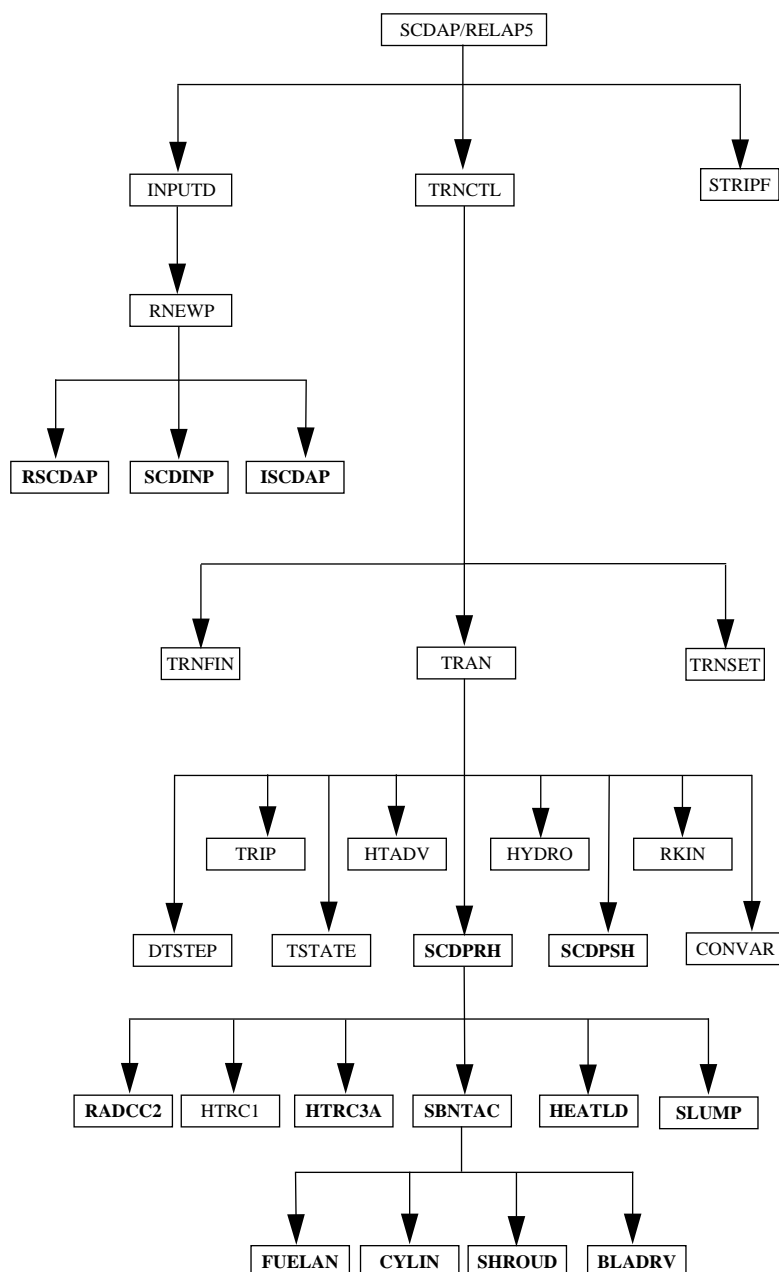 SCDAP/RELAP5
INPUTD
TRNCTL
STRIPF
RNEWP
RSCDAP
SCDINP
ISCDAP
TRNFIN
TRAN
TRNSET
TRIP
HTADV
HYDRO
RKIN
DTSTEP
TSTATE
SCDPRH
SCDPSH
CONVAR
RADCC2
HTRC1
HTRC3A
SBNTAC
HEATLD
SLUMP
FUELAN
CYLIN
SHROUD
BLADRV